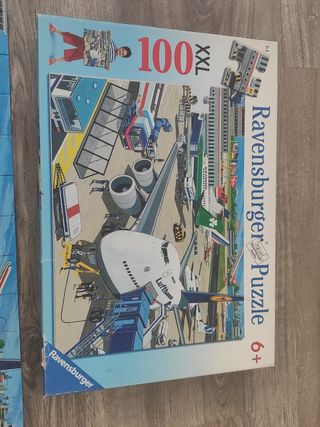 100 XXL
Ravensburger Puzzle
6+
Lufthansa
Ravensburger